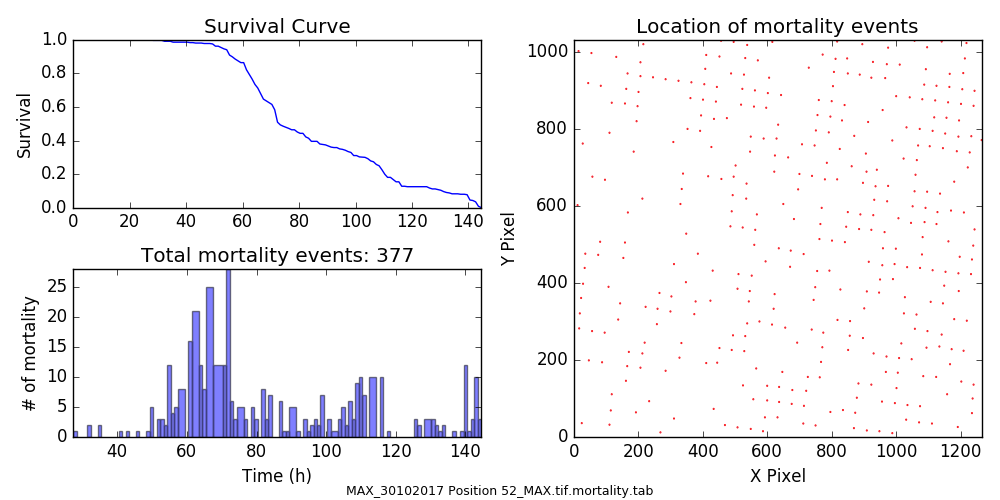 Survival Curve
Survival
1.0
0.8
0.6
0.4
0.2
0.0
0 20 40 60 80 100 120 140
Total mortality events: 377
# of mortality
25
20
15
10
5
0
40 60 80 100 120 140
Time (h)
Location of mortality events
Y Pixel
1000
800
600
400
200
0
0 200 400 600 800 1000 1200
X Pixel
MAX_30102017 Position 52_MAX.tif.mortality.tab